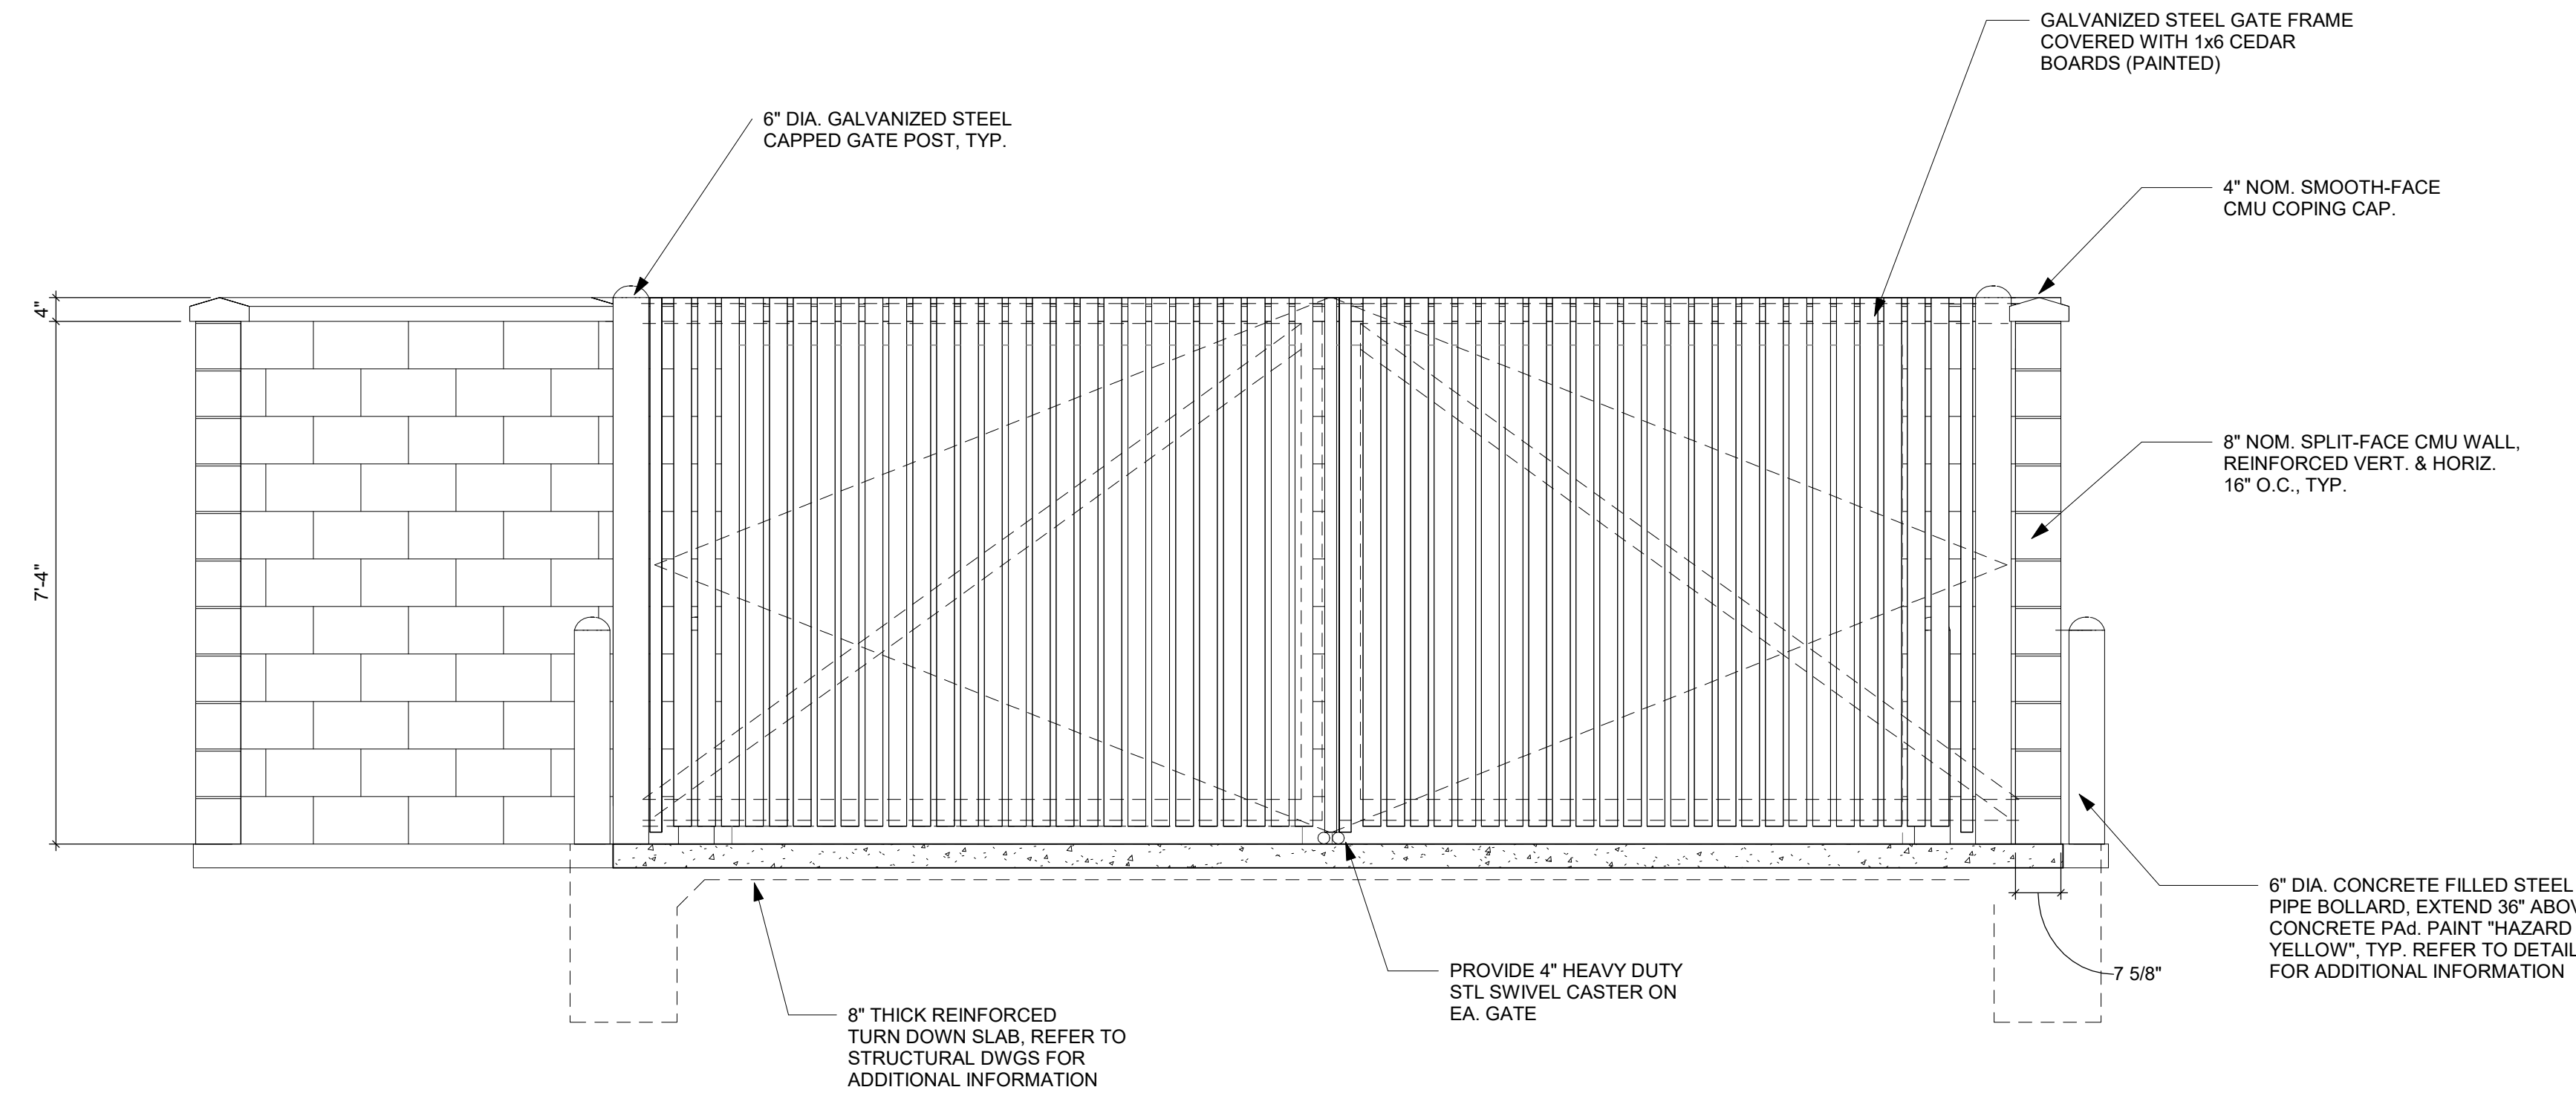 GALVANIZED STEEL GATE FRAME
COVERED WITH 1x6 CEDAR
BOARDS (PAINTED)
6" DIA. GALVANIZED STEEL
CAPPED GATE POST, TYP.
4" NOM. SMOOTH-FACE
CMU COPING CAP.
4"
8" NOM. SPLIT-FACE CMU WALL,
REINFORCED VERT. & HORIZ.
16" O.C., TYP.
7'-4"
6" DIA. CONCRETE FILLED STEEL
PIPE BOLLARD, EXTEND 36" ABOV
CONCRETE PAd. PAINT "HAZARD
YELLOW", TYP. REFER TO DETAIL
FOR ADDITIONAL INFORMATION
7 5/8"
PROVIDE 4" HEAVY DUTY
STL SWIVEL CASTER ON
EA. GATE
8" THICK REINFORCED
TURN DOWN SLAB, REFER TO
STRUCTURAL DWGS FOR
ADDITIONAL INFORMATION